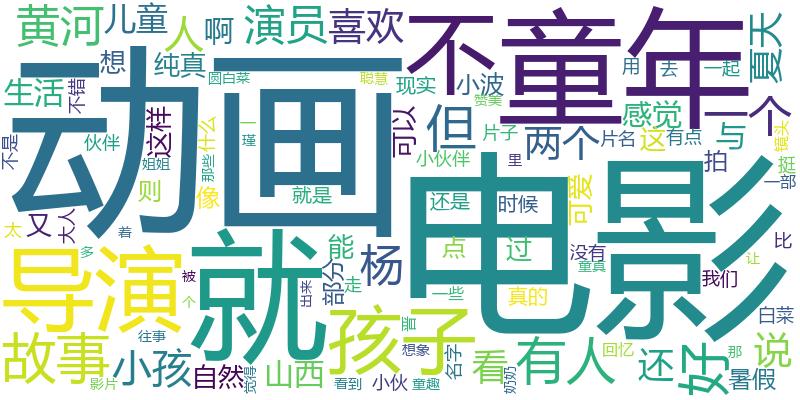 黄河
儿童
人
啊
演员
喜欢
不
童年
夏天
想
纯真
圆白菜
聪慧
现实
小波
用
去
一起
一个
生活
不错
动画
赞美
可以
但
片子
片名
感觉
有点
镜头
不是
伙伴
这样
姐姐
那些
什么
一
瑾
小伙伴
两个
这
与
拍
里
挺
一部
则
像
就是
还是
时候
可爱
太
又
大人
电影
导演
就
能
杨
点
过
没有
童真
比
多
着
部分
走
被
个
出来
一些
真的
我们
让
故事
往事
孩子
晋
名字
有人
回忆
那
白菜
小孩
自然
觉得
山西
想象
看
还
好
说
暑假
影片
看到
小伙
童趣
奶奶